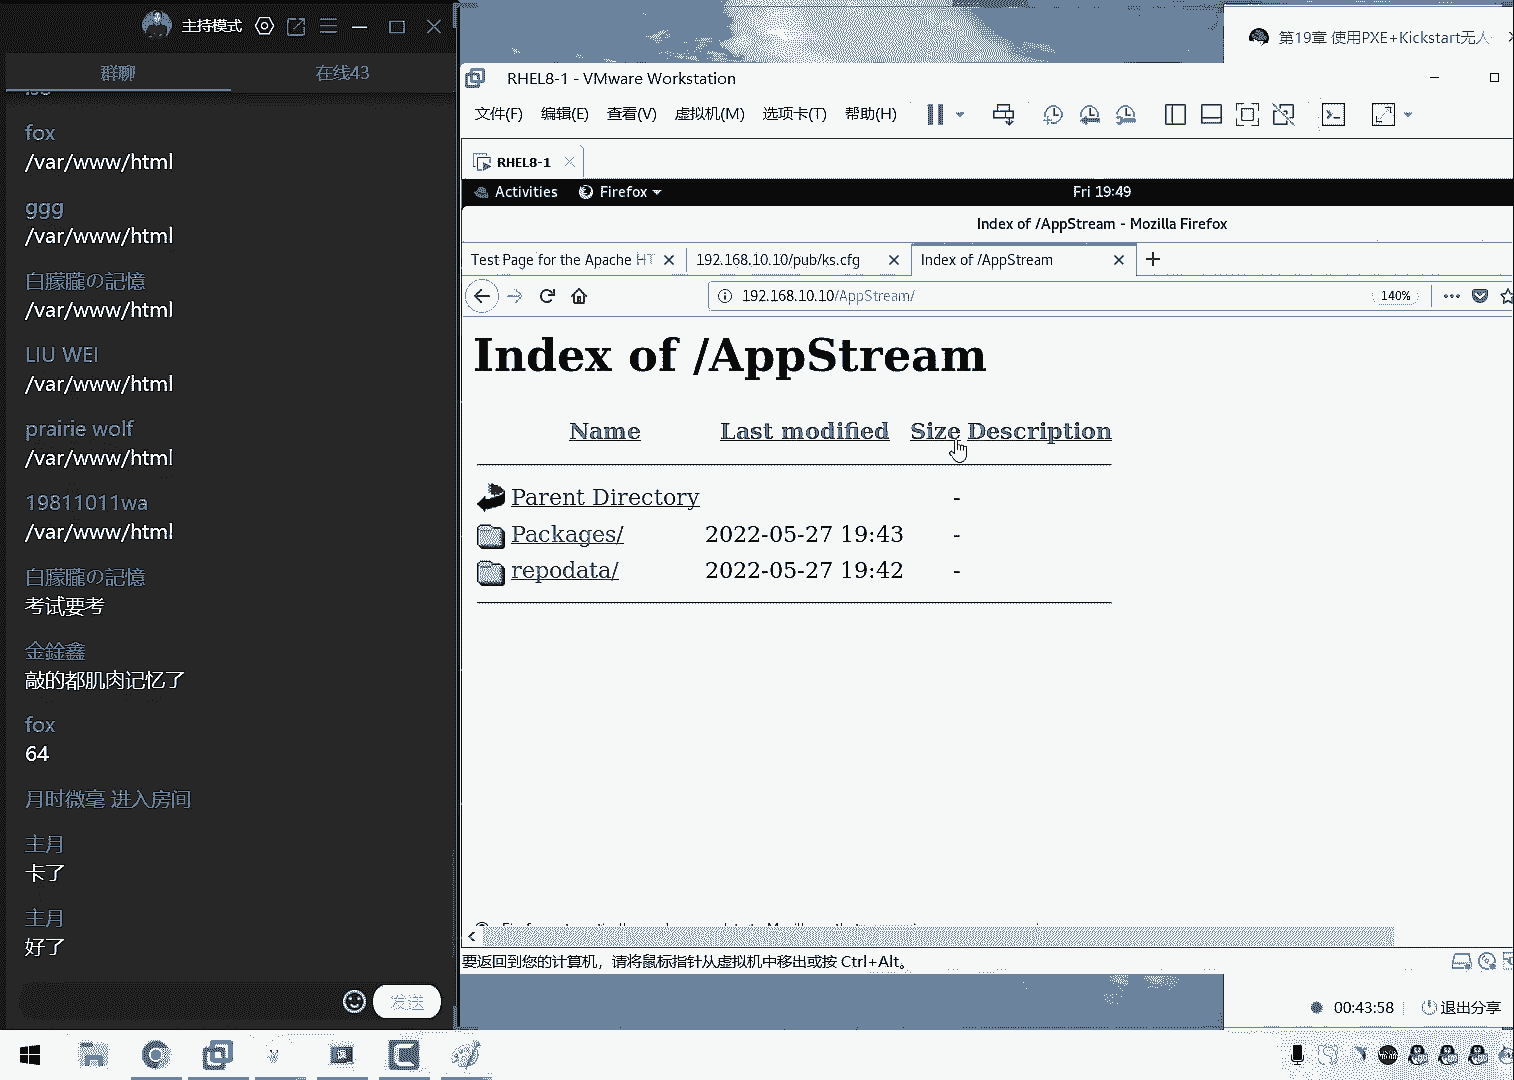 主持模式
群聊
在线43
fox
/var/www/html
ggg
/var/www/html
白朦朧の記憶
/var/www/html
LIU WEI
/var/www/html
prairie wolf
/var/www/html
19811011wa
/var/www/html
白朦朧の記憶
考试要考
金銓鑫
敲的都肌肉记忆了
fox
64
月时微毫 进入房间
主月
卡了
主月
好了
发送
第19章 使用PXE+Kickstart无人
RHEL8-1 - VMware Workstation
文件(F) 编辑(E) 查看(V) 虚拟机(M) 选项卡(T) 帮助(H)
RHEL8-1
Activities Firefox Fri 19:49
Index of /AppStream - Mozilla Firefox
Test Page for the Apache HT 192.168.10.10/pub/ks.cfg Index of /AppStream
192.168.10.10/AppStream/ 140%
Index of /AppStream
Name Last modified Size Description
Parent Directory -
Packages/ 2022-05-27 19:43 -
repodata/ 2022-05-27 19:42 -
要返回到您的计算机，请将鼠标指针从虚拟机中移出或按 Ctrl+Alt。
00:43:58 退出分享